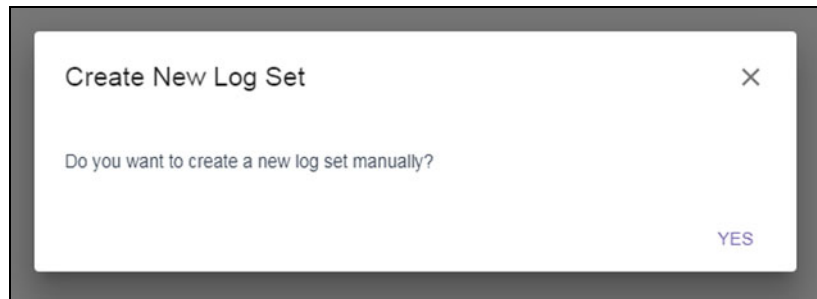 Create New Log Set
Do you want to create a new log set manually?
YES